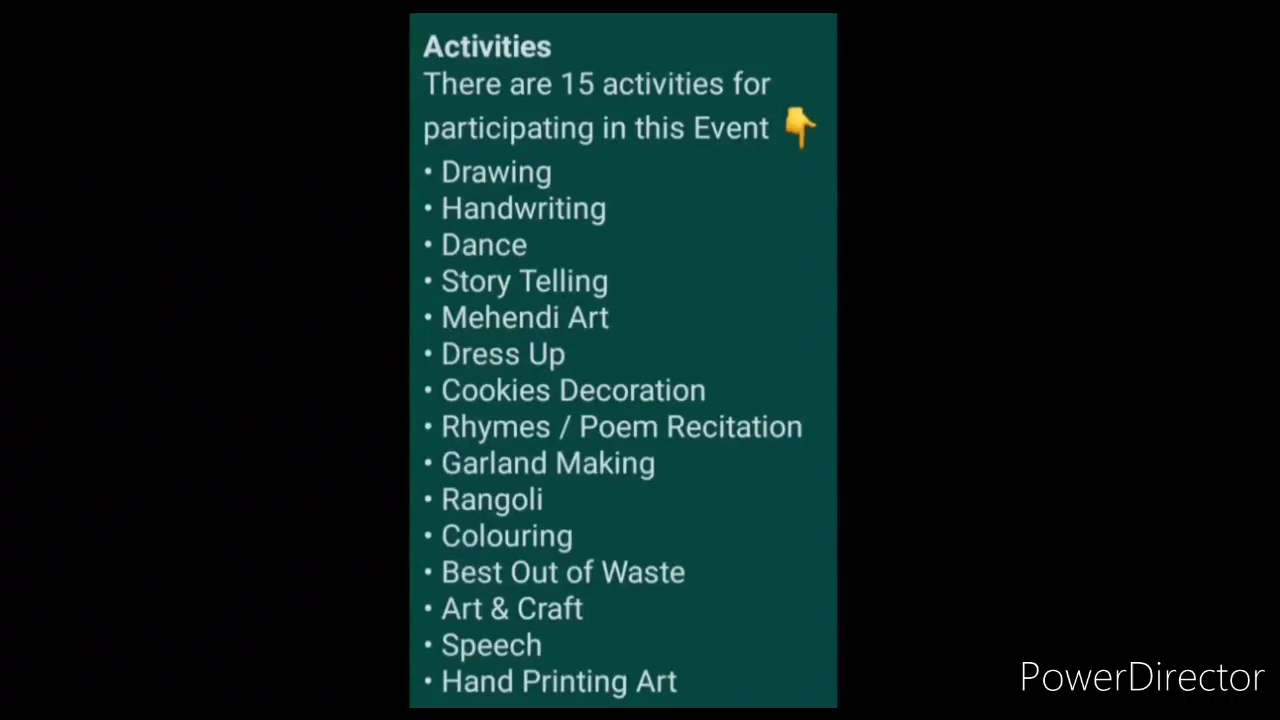 Activities
There are 15 activities for
participating in this Event 👇
• Drawing
• Handwriting
• Dance
• Story Telling
• Mehendi Art
• Dress Up
• Cookies Decoration
• Rhymes / Poem Recitation
• Garland Making
• Rangoli
• Colouring
• Best Out of Waste
• Art & Craft
• Speech
• Hand Printing Art
PowerDirector